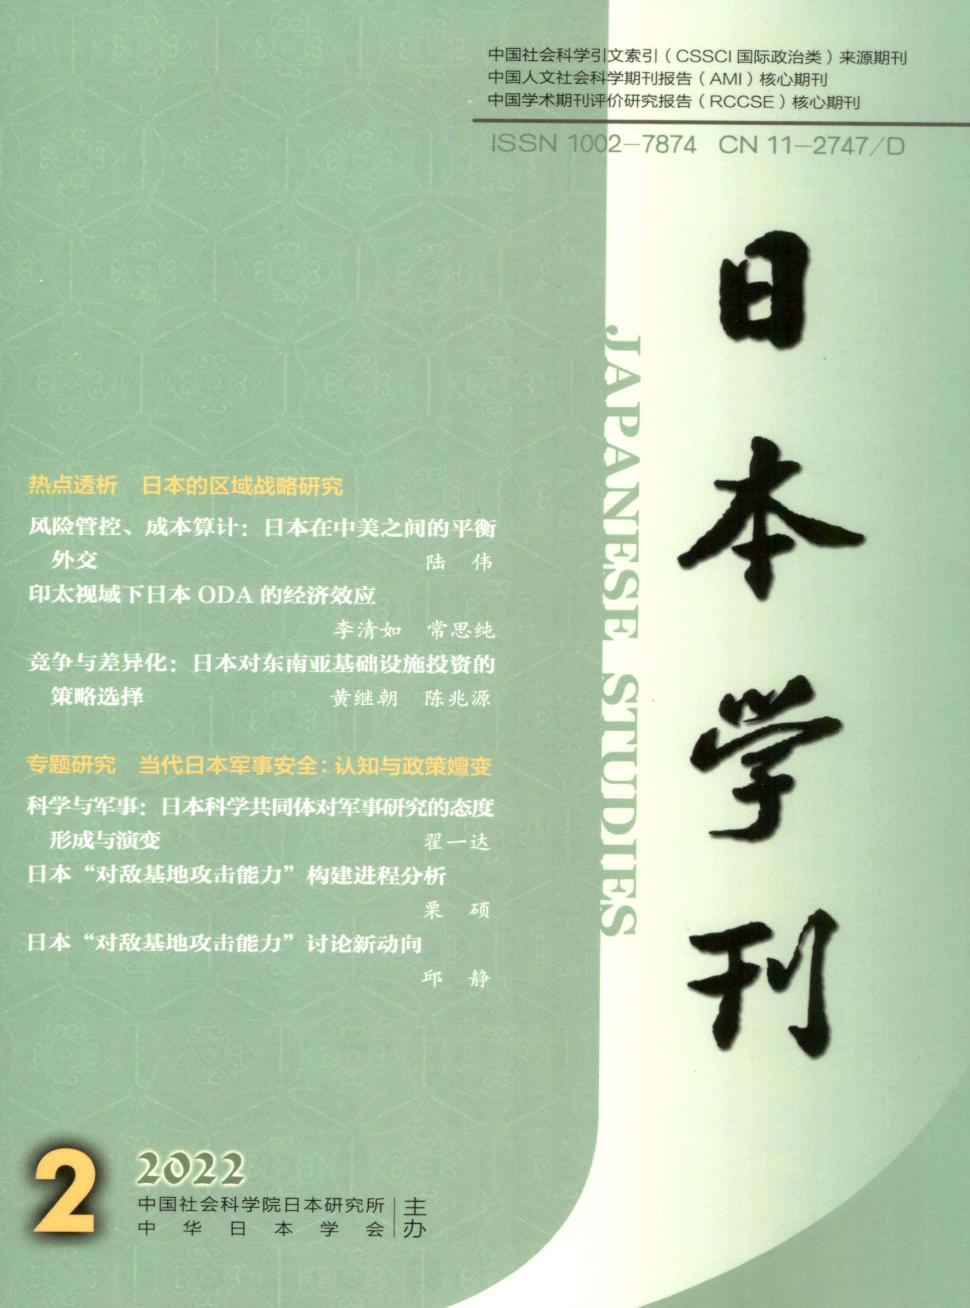 中国社会科学引文索引（CSSCI 国际政治类）来源期刊
中国人文社会科学期刊报告（AMI）核心期刊
中国学术期刊评价研究报告（RCCSE）核心期刊
ISSN 1002-7874 CN 11-2747/D
日本学刊
JAPANESE STUDIES
热点透析 日本的区域战略研究
风险管控、成本算计：日本在中美之间的平衡
外交 陆 伟
印太视域下日本 ODA 的经济效应
李清如 常思纯
竞争与差异化：日本对东南亚基础设施投资的
策略选择 黄继朝 陈兆源
专题研究 当代日本军事安全：认知与政策嬗变
科学与军事：日本科学共同体对军事研究的态度
形成与演变 翟一达
日本“对敌基地攻击能力”构建进程分析
栗 硕
日本“对敌基地攻击能力”讨论新动向
邱 静
2
2022
中国社会科学院日本研究所
中华日本学会
主办